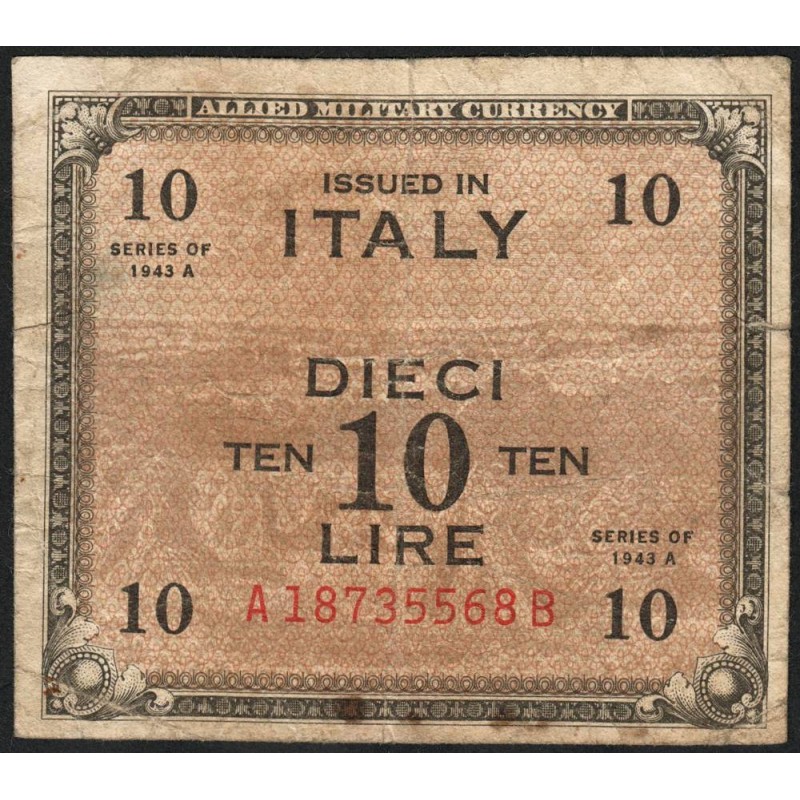 ALLIED MILITARY CURRENCY
10 ISSUED IN 10
ITALY
SERIES OF
1943 A
DIECI
TEN 10 TEN
LIRE
SERIES OF
1943 A
10 A18735568B 10